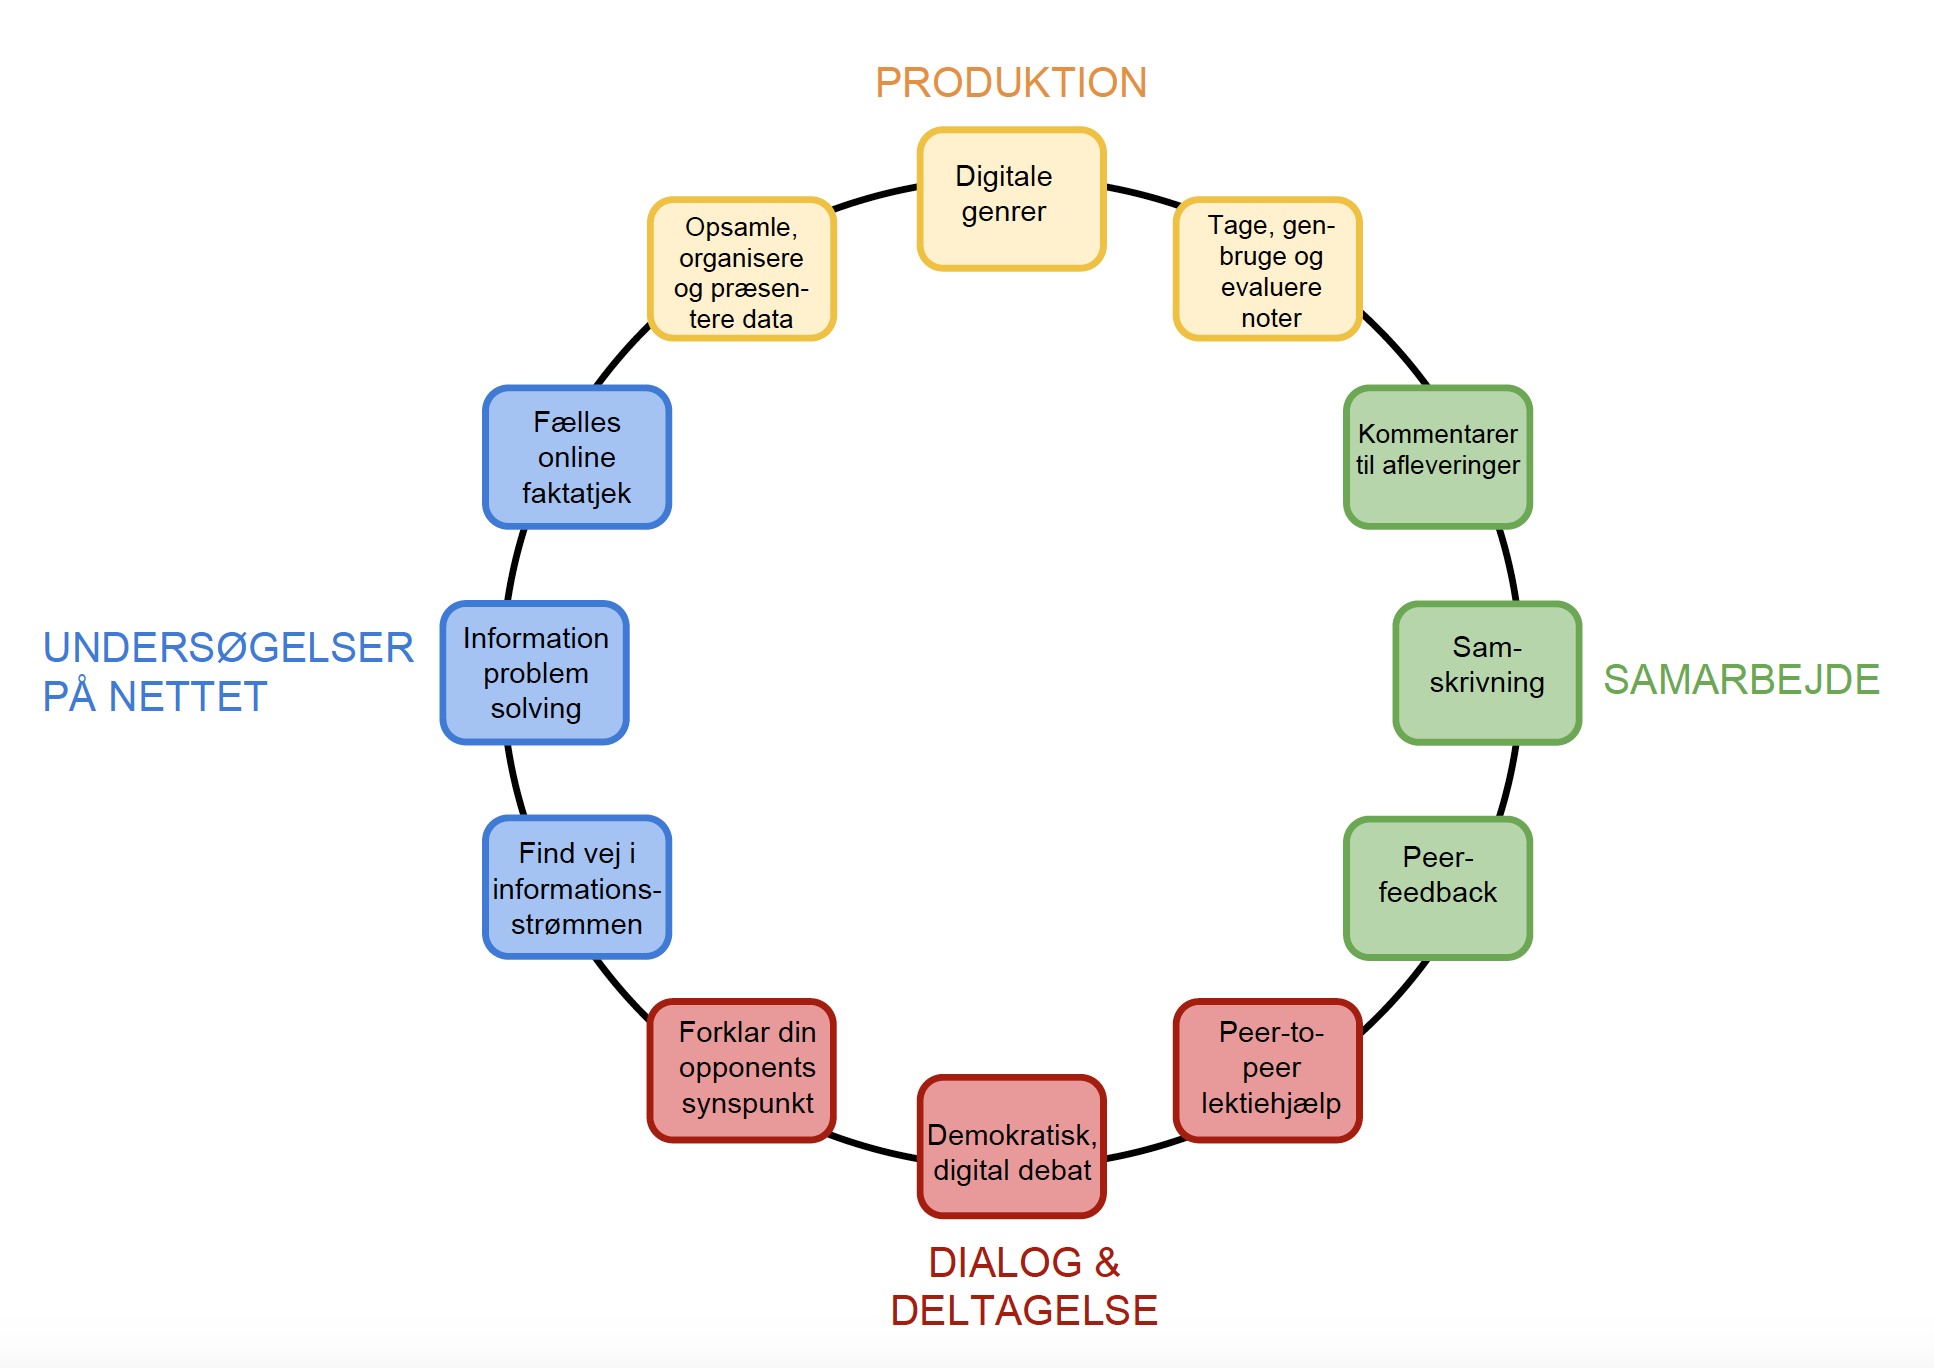 PRODUKTION
Digitale
genrer
Opsamle,
organisere
og præsen-
tere data
Tage, gen-
bruge og
evaluere
noter
Fælles
online
faktatjek
Kommentarer
til afleveringer
UNDERSØGELSER
PÅ NETTET
Information
problem
solving
Sam-
skrivning
SAMARBEJDE
Find vej i
informations-
strømmen
Peer-
feedback
Forklar din
opponents
synspunkt
Peer-to-
peer
lektiehjælp
Demokratisk,
digital debat
DIALOG &
DELTAGELSE